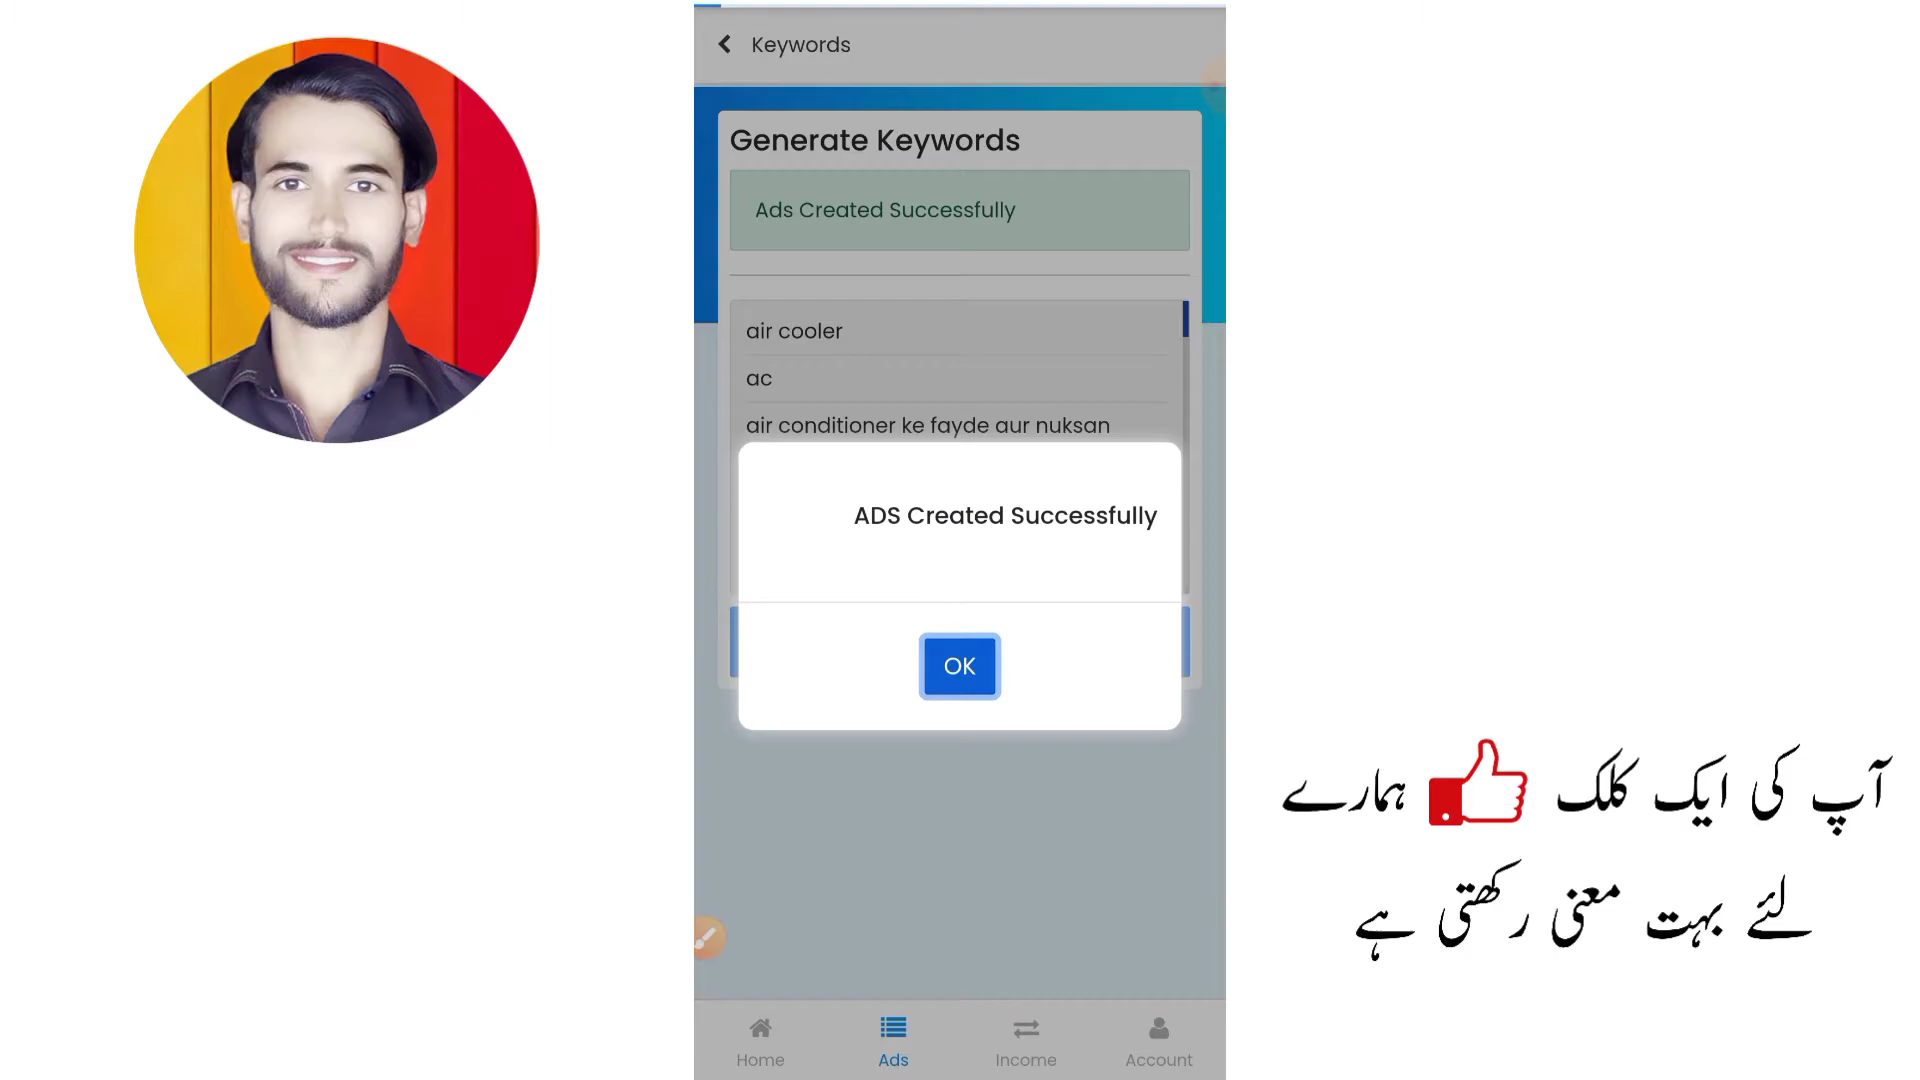 Keywords
Generate Keywords
Ads Created Successfully
air cooler
ac
air conditioner ke fayde aur nuksan
ADS Created Successfully
OK
Home
Ads
Income
Account
آپ کی ایک کلک ہمارے
لئے بہت معنی رکھتی ہے